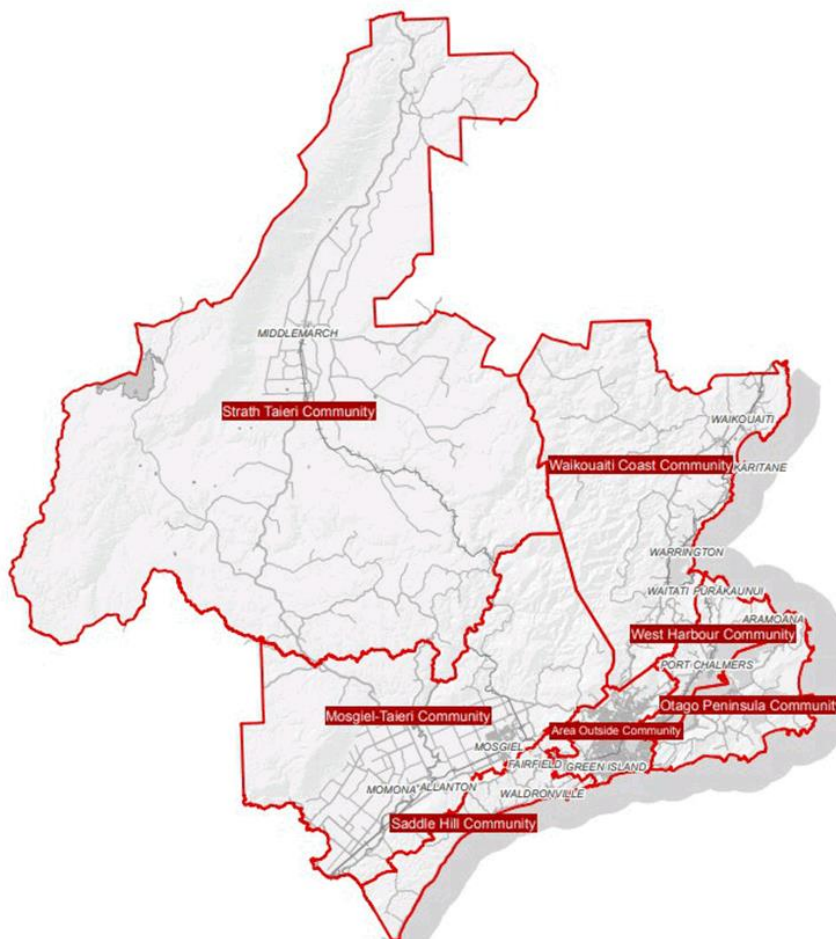 MIDDLEMARCH
Strath Taieri Community
WAIKOUAITI
Waikouaiti Coast Community
KARITANE
WARRINGTON
WAITATI
PURAKAUNUI
ARAMOANA
West Harbour Community
PORT CHALMERS
Otago Peninsula Community
Mosgiel-Taieri Community
Area Outside Community
MOSGIEL
FAIRFIELD
GREEN ISLAND
MOMONA
ALLANTON
WALDRONVILLE
Saddle Hill Community